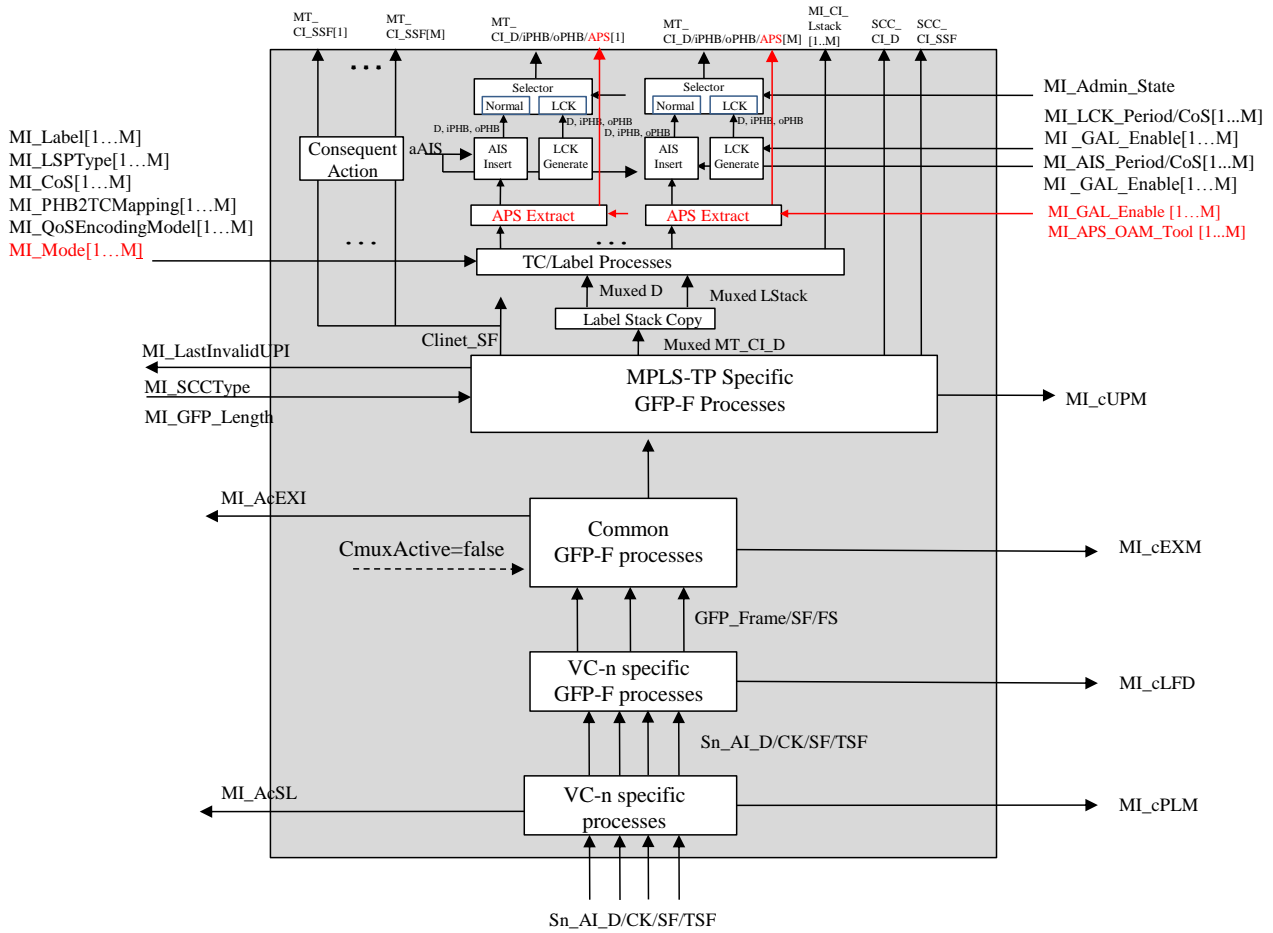 MT_
CI_SSF[1]
MT_
CI_SSF[M]
MT_
CI_D/iPHB/oPHB/APS[1]
MT_
CI_D/iPHB/oPHB/APS[M]
MI_CI_
Lstack
[1..M]
SCC_
CI_D
SCC_
CI_SSF
...
Selector
Normal
LCK
Selector
Normal
LCK
D, iPHB, oPHB
D, iPHB, oPHB
D, iPHB, oPHB
D, iPHB, oPHB
MI_Admin_State
MI_LCK_Period/CoS[1...M]
MI _GAL_Enable[1…M]
MI_AIS_Period/CoS[1...M]
MI _GAL_Enable[1…M]
MI_GAL_Enable [1…M]
MI_APS_OAM_Tool [1...M]
MI_Label[1…M]
MI_LSPType[1…M]
MI_CoS[1…M]
MI_PHB2TCMapping[1…M]
MI_QoSEncodingModel[1…M]
MI_Mode[1…M]
Consequent
Action
aAIS
AIS
Insert
LCK
Generate
AIS
Insert
LCK
Generate
APS Extract
APS Extract
...
...
TC/Label Processes
Muxed D
Muxed LStack
Label Stack Copy
Clinet_SF
Muxed MT_CI_D
MI_LastInvalidUPI
MI_SCCType
MI_GFP_Length
MPLS-TP Specific
GFP-F Processes
MI_cUPM
MI_AcEXI
Common
GFP-F processes
CmuxActive=false
MI_cEXM
GFP_Frame/SF/FS
VC-n specific
GFP-F processes
MI_cLFD
Sn_AI_D/CK/SF/TSF
MI_AcSL
VC-n specific
processes
MI_cPLM
Sn_AI_D/CK/SF/TSF